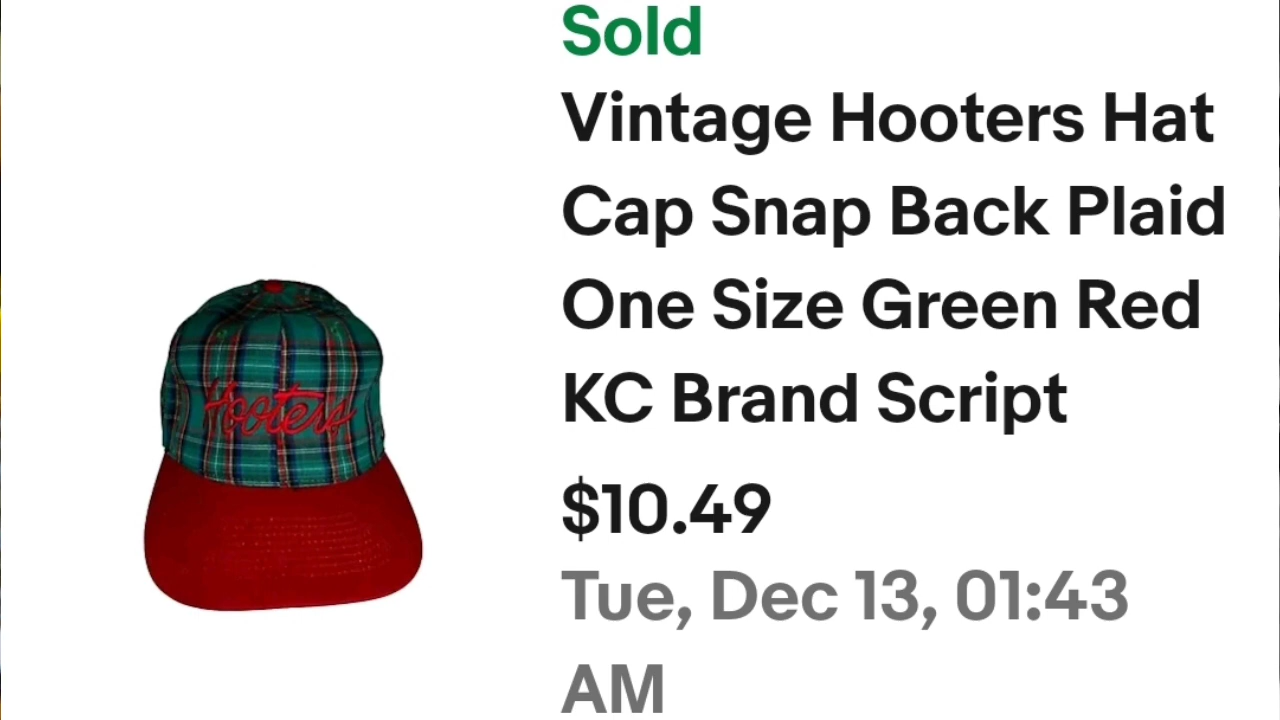 Sold
Vintage Hooters Hat
Cap Snap Back Plaid
One Size Green Red
KC Brand Script
$10.49
Tue, Dec 13, 01:43
AM
Hooters